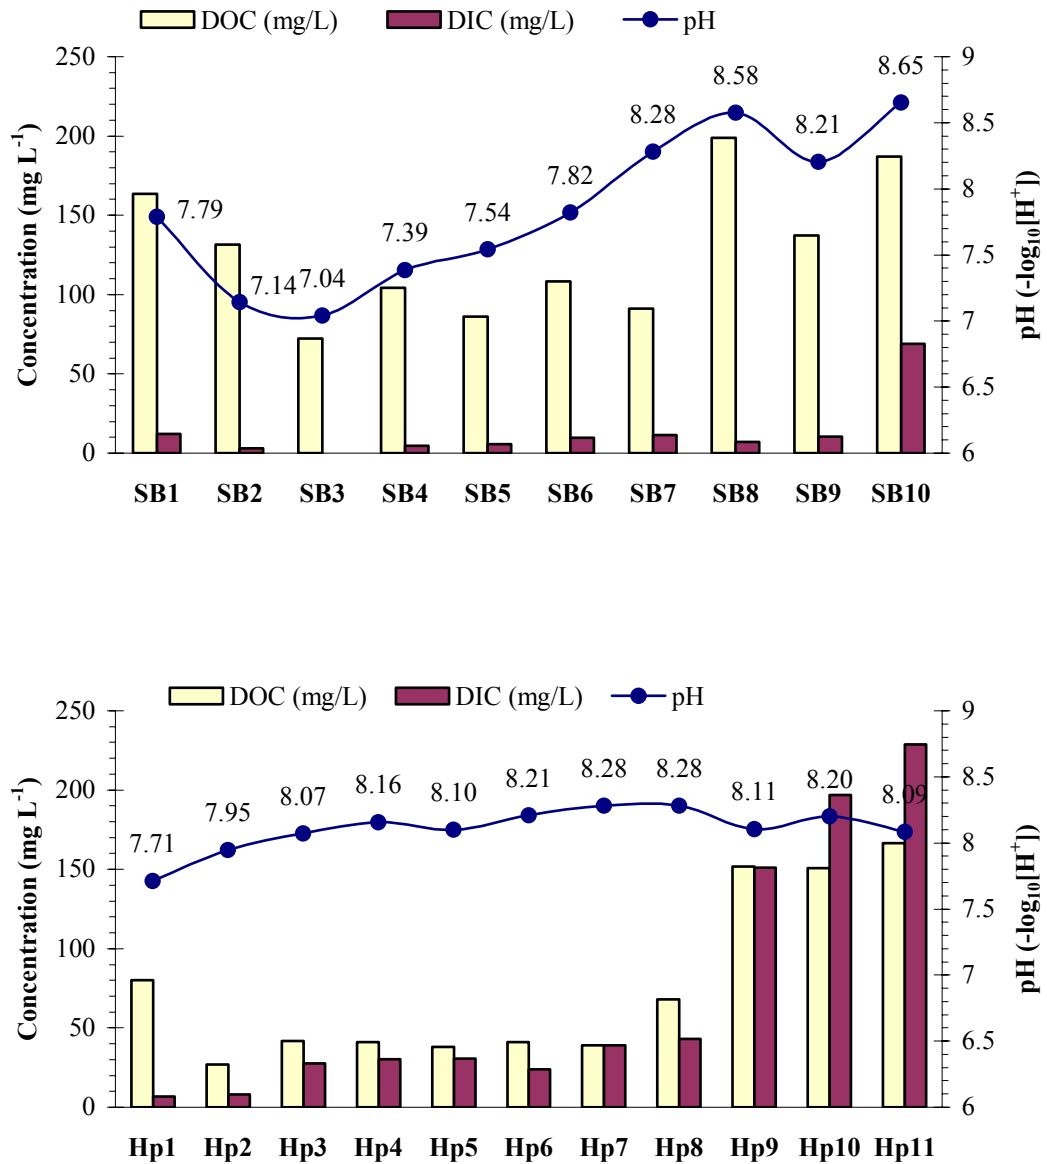 DOC (mg/L) DIC (mg/L) pH
250 9
8.58 8.65
8.28 8.21
200 8.5
7.82
7.79 7.54 8
150 7.39
7.5
7.14 7.04
100 7
50 6.5
0 6
Concentration (mg L-1)
pH (-log10[H+])
SB1 SB2 SB3 SB4 SB5 SB6 SB7 SB8 SB9 SB10
DOC (mg/L) DIC (mg/L) pH
250 9
200 8.5
7.71 7.95 8.07 8.16 8.10 8.21 8.28 8.28 8.11 8.20 8.09
8
150 7.5
100 7
50 6.5
0 6
Concentration (mg L-1)
pH (-log10[H+])
Hp1 Hp2 Hp3 Hp4 Hp5 Hp6 Hp7 Hp8 Hp9 Hp10 Hp11